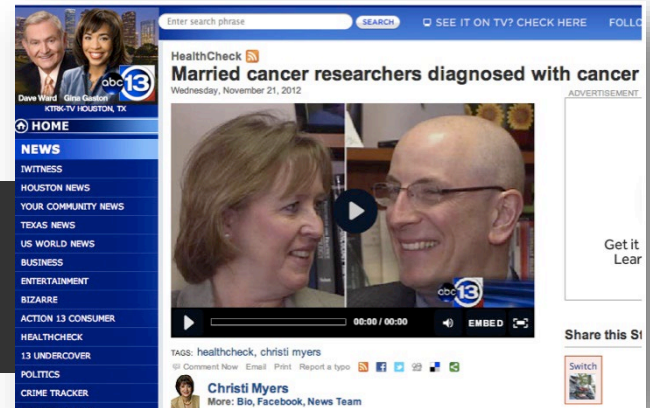 Enter search phrase
SEARCH
SEE IT ON TV? CHECK HERE
HealthCheck
Married cancer researchers diagnosed with cancer
Wednesday, November 21, 2012
ADVERTISEMENT
abc 13
Dave Ward Gina Gaston
KTRK-TV HOUSTON, TX
HOME
NEWS
IWITNESS
HOUSTON NEWS
YOUR COMMUNITY NEWS
TEXAS NEWS
US WORLD NEWS
BUSINESS
ENTERTAINMENT
BIZARRE
ACTION 13 CONSUMER
HEALTHCHECK
13 UNDERCOVER
POLITICS
CRIME TRACKER
abc 13
00:00 / 00:00
EMBED
TAGS: healthcheck, christi myers
Comment Now Email Print Report a typo
Christi Myers
More: Bio, Facebook, News Team
Get it
Lear
Share this St
Switch